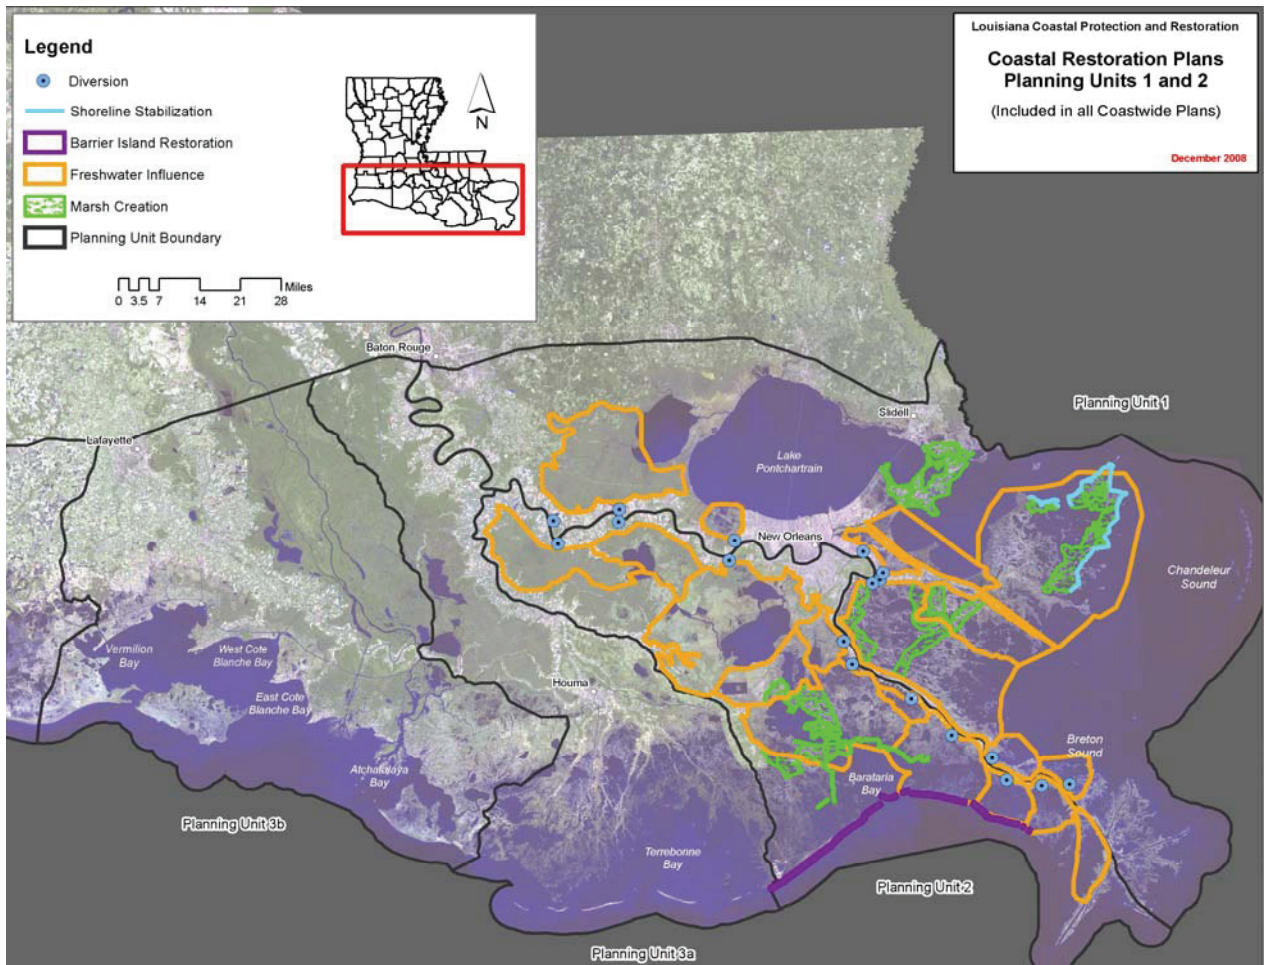 Legend
Diversion
Shoreline Stabilization
Barrier Island Restoration
Freshwater Influence
Marsh Creation
Planning Unit Boundary
N
Miles
0 3.5 7 14 21 28
Louisiana Coastal Protection and Restoration
Coastal Restoration Plans
Planning Units 1 and 2
(Included in all Coastwide Plans)
December 2008
Baton Rouge
Planning Unit 1
Slidell
Lafayette
Lake
Pontchartrain
New Orleans
Chandeleur
Sound
Vermilion
Bay
West Cote
Blanche Bay
East Cote
Blanche Bay
Houma
Breton
Sound
Atchafalaya
Bay
Barataria
Bay
Planning Unit 3b
Terrebonne
Bay
Planning Unit 2
Planning Unit 3a